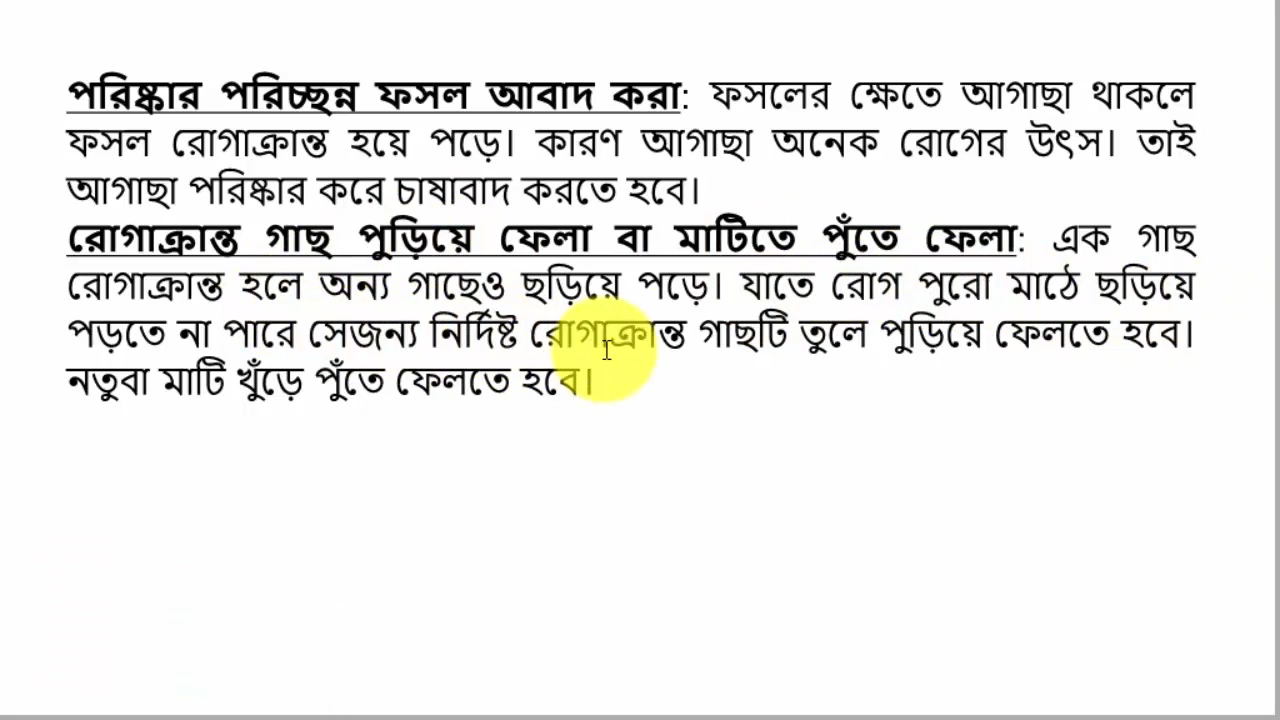 পরিষ্কার পরিচ্ছন্ন ফসল আবাদ করা: ফসলের ক্ষেতে আগাছা থাকলে
ফসল রোগাক্রান্ত হয়ে পড়ে। কারণ আগাছা অনেক রোগের উৎস। তাই
আগাছা পরিষ্কার করে চাষাবাদ করতে হবে।
রোগাক্রান্ত গাছ পুড়িয়ে ফেলা বা মাটিতে পুঁতে ফেলা: এক গাছ
রোগাক্রান্ত হলে অন্য গাছেও ছড়িয়ে পড়ে। যাতে রোগ পুরো মাঠে ছড়িয়ে
পড়তে না পারে সেজন্য নির্দিষ্ট রোগাক্রান্ত গাছটি তুলে পুড়িয়ে ফেলতে হবে।
নতুবা মাটি খুঁড়ে পুঁতে ফেলতে হবে।